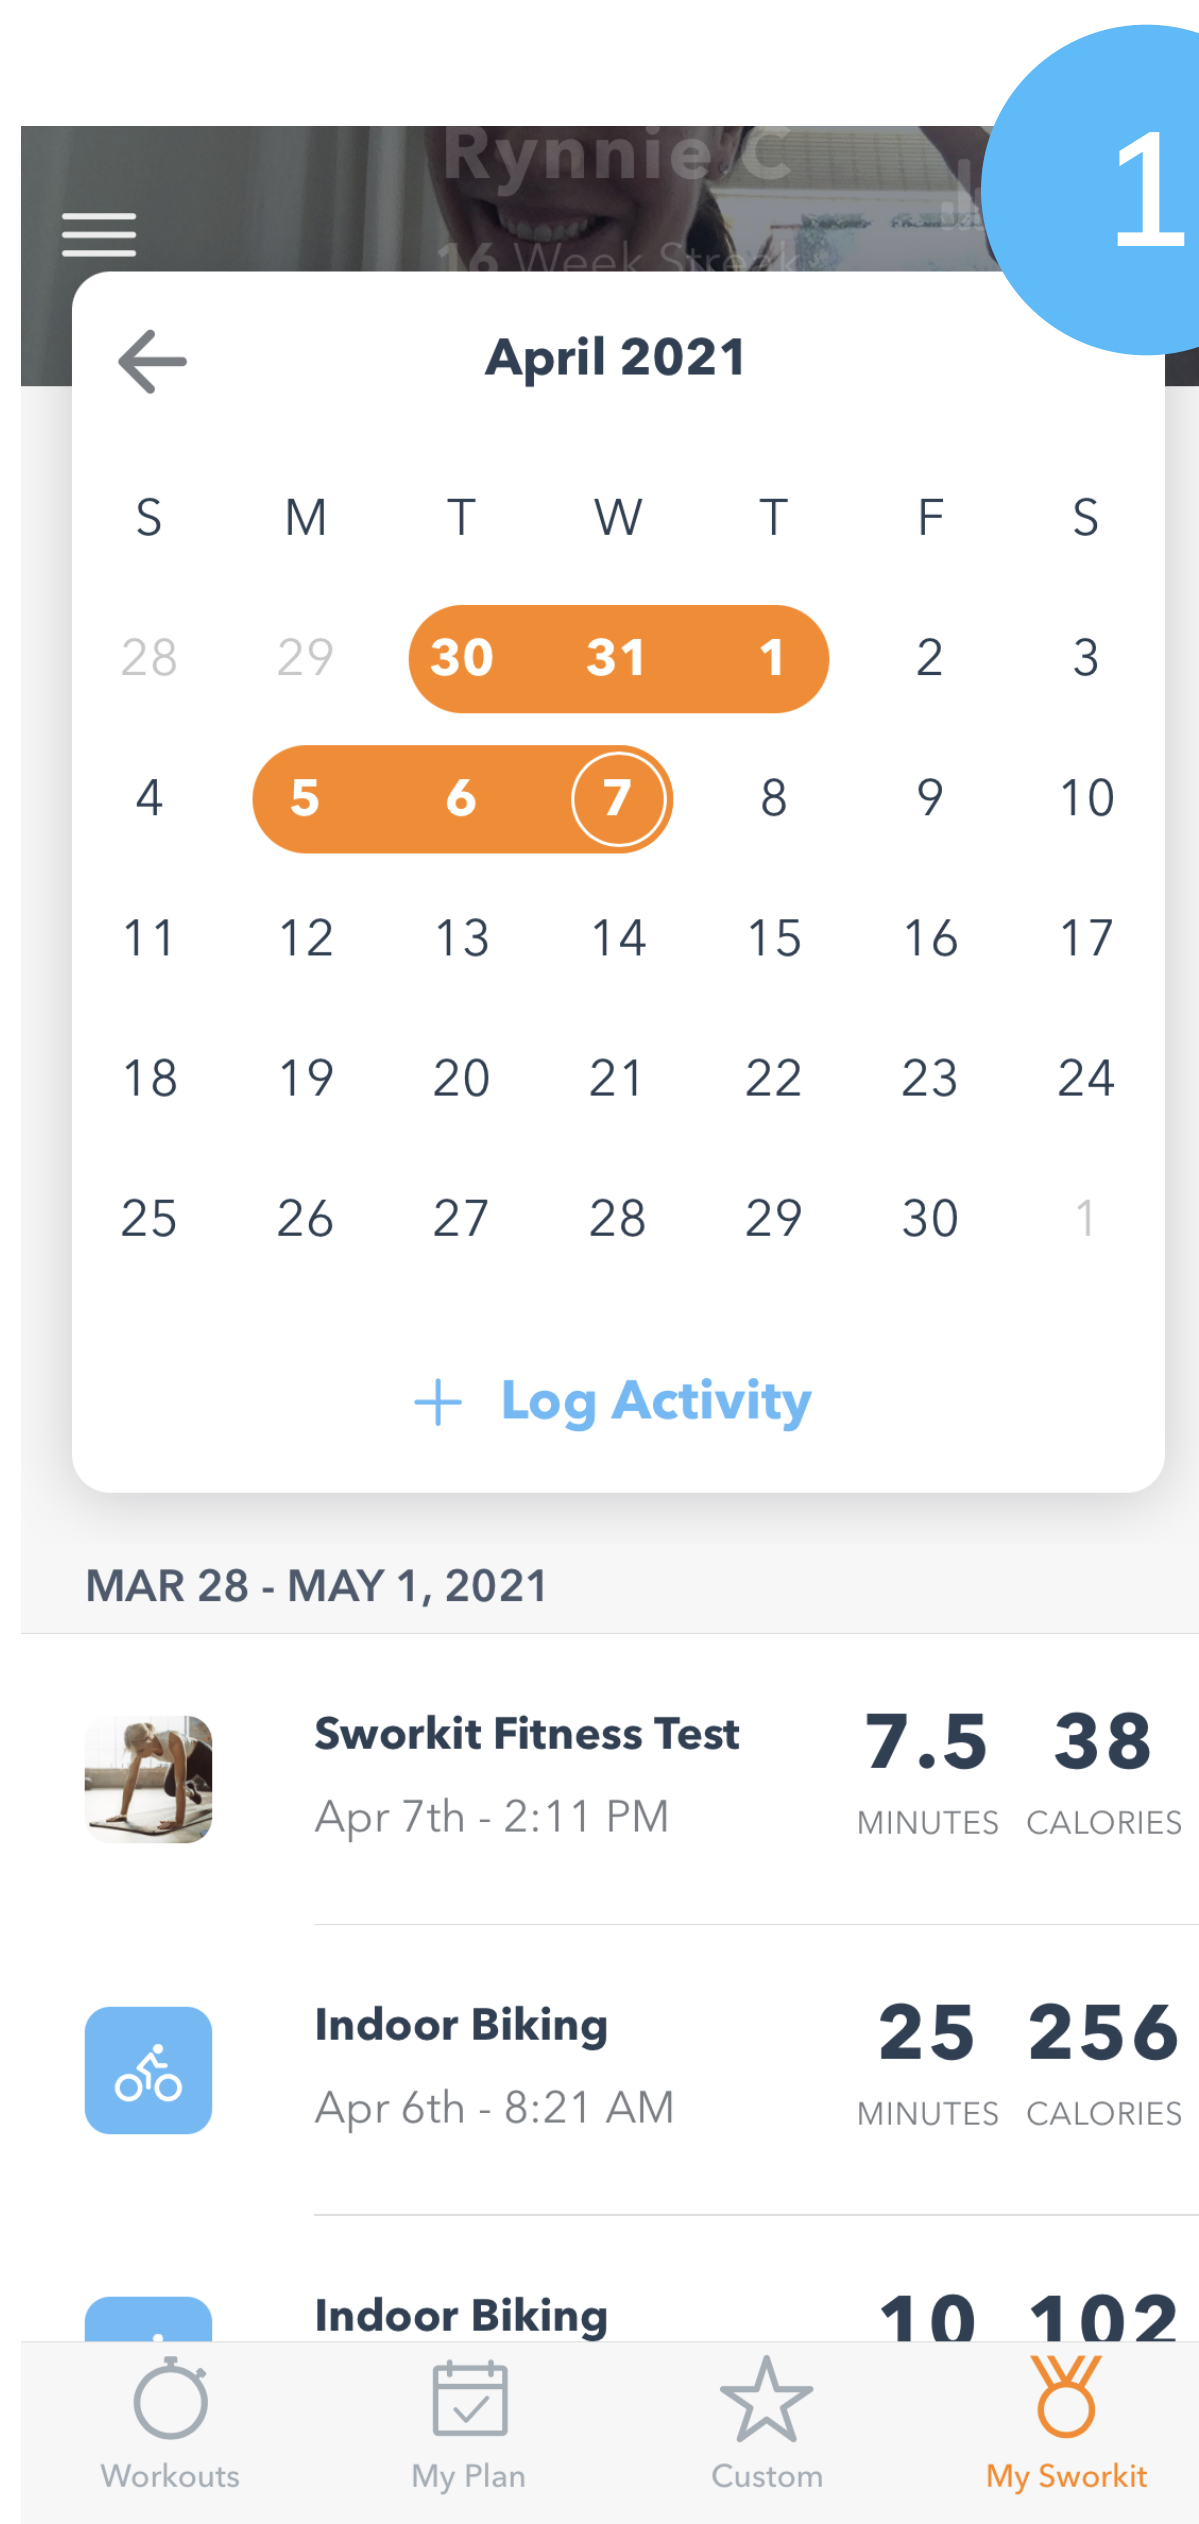 1
Rynnie C
16 Week Streak
April 2021
S M T W T F S
28 29 30 31 1 2 3
4 5 6 7 8 9 10
11 12 13 14 15 16 17
18 19 20 21 22 23 24
25 26 27 28 29 30 1
+ Log Activity
MAR 28 - MAY 1, 2021
Sworkit Fitness Test 7.5 38
Apr 7th - 2:11 PM MINUTES CALORIES
Indoor Biking 25 256
Apr 6th - 8:21 AM MINUTES CALORIES
Indoor Biking 10 102
Workouts My Plan Custom My Sworkit